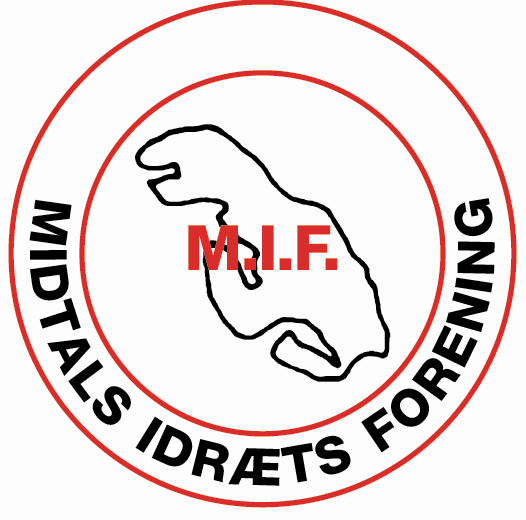 M.I.F.
MIDTALS IDRÆTS FORENING